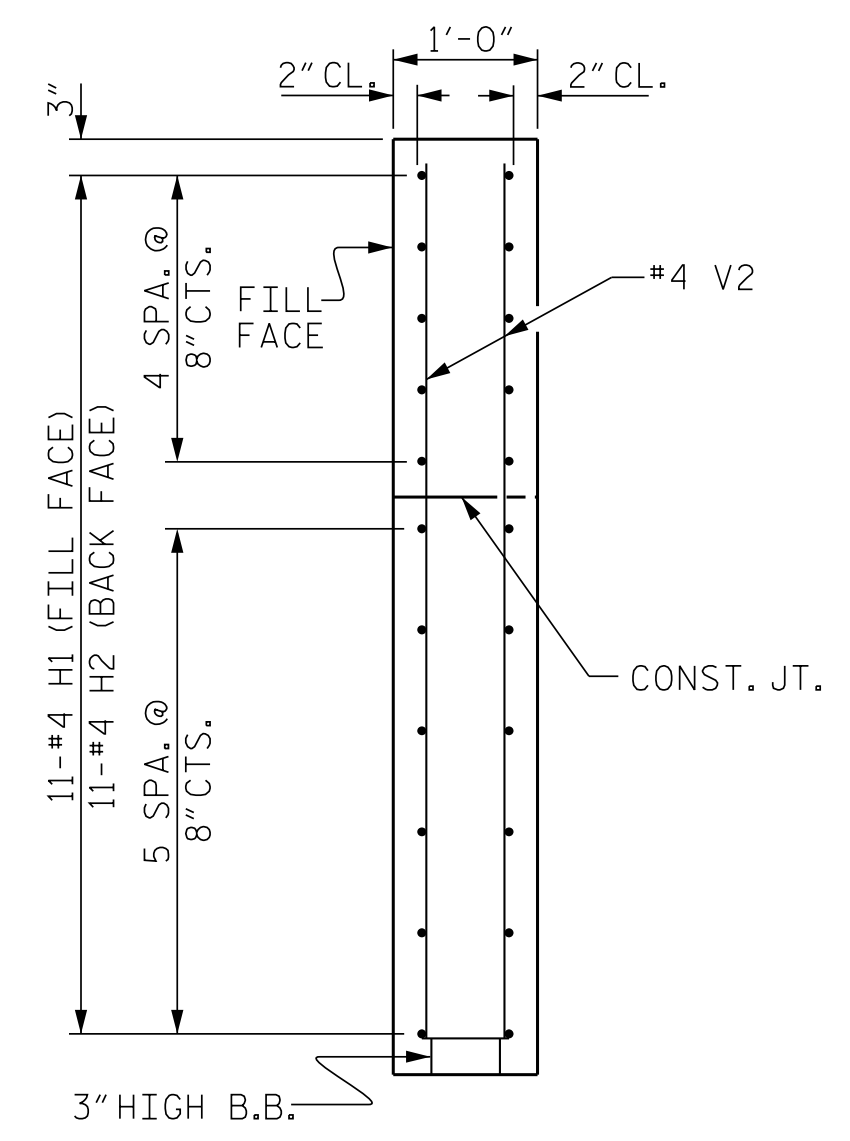 1'-0"
2" CL.
2" CL.
3"
4 SPA. @
8"CTS.
FILL
FACE
#4 V2
11-#4 H1 (FILL FACE)
11-#4 H2 (BACK FACE)
CONST. JT.
5 SPA. @
8"CTS.
3" HIGH B.B.